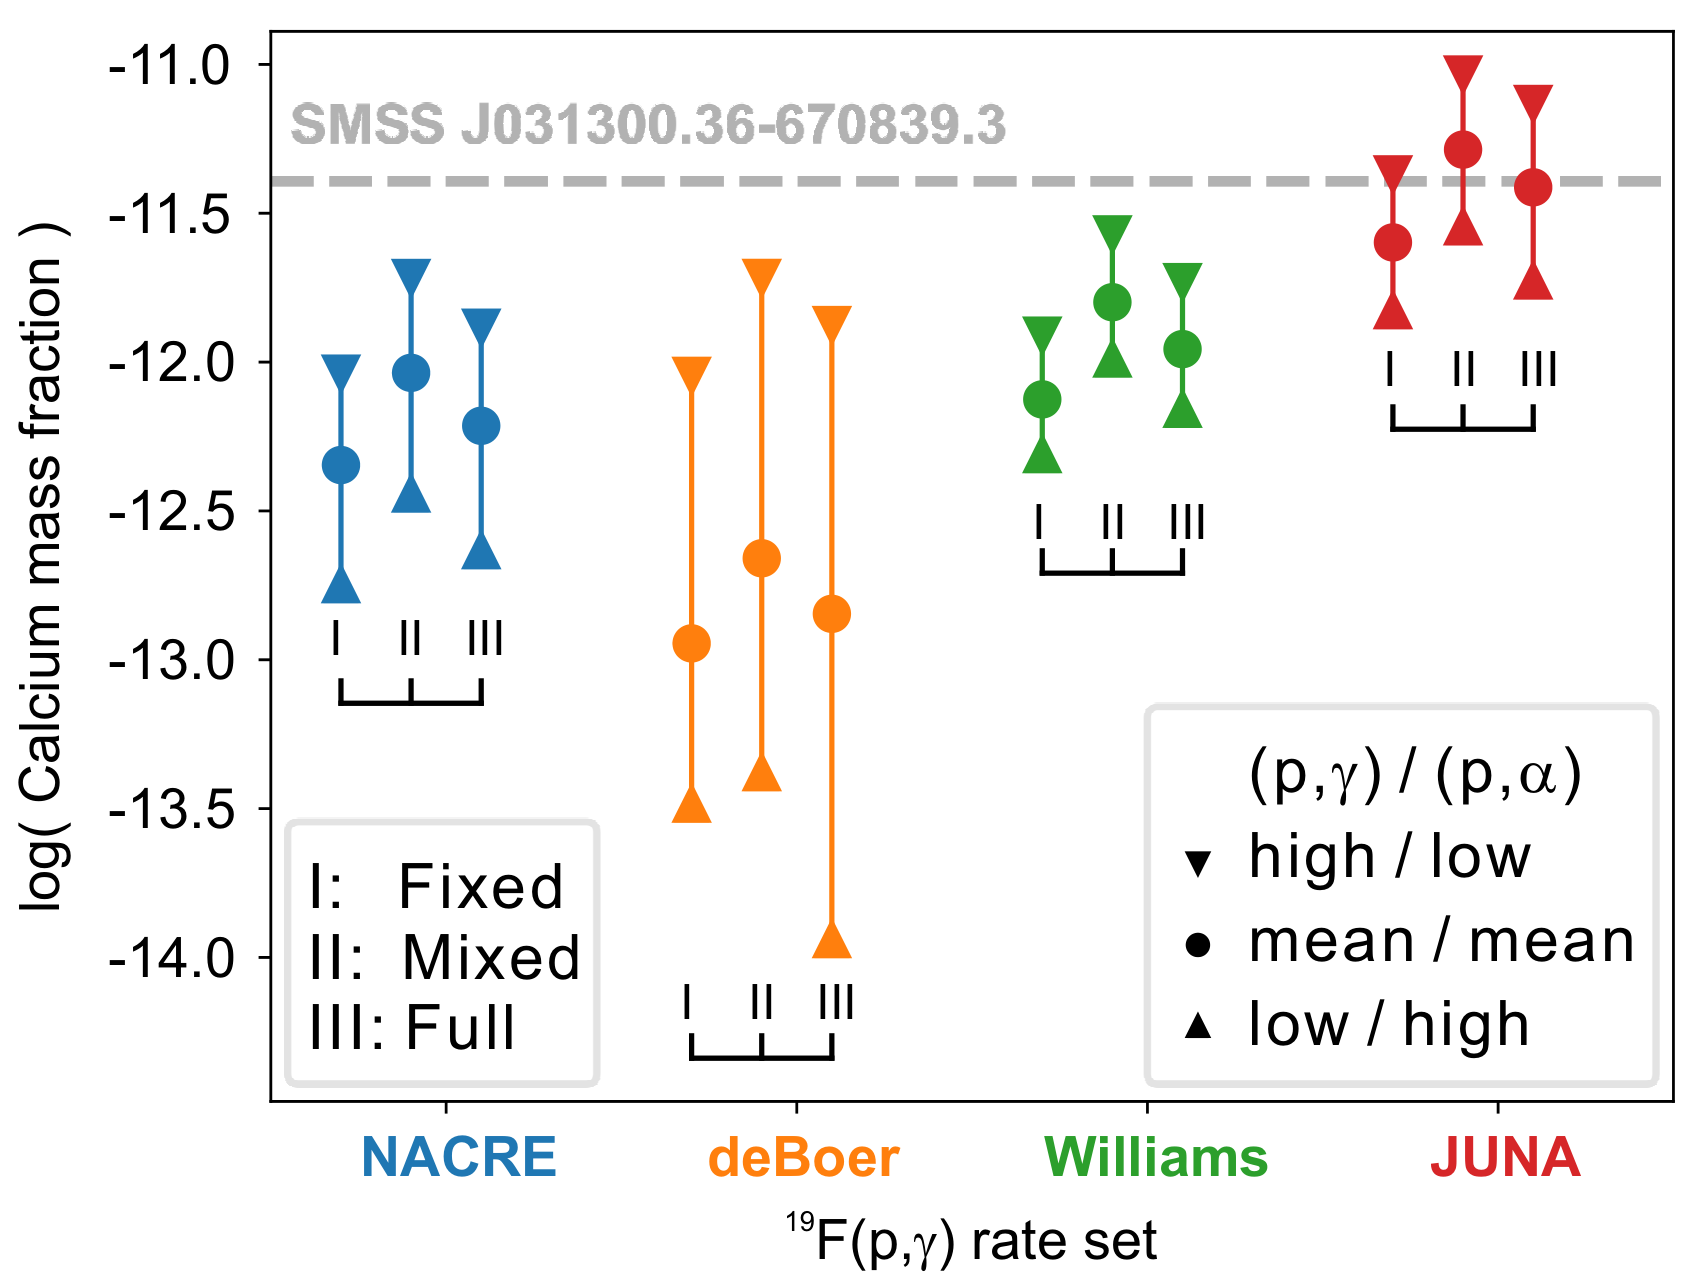 -11.0
SMSS J031300.36-670839.3
-11.5
-12.0
-12.5
-13.0
-13.5
-14.0
log( Calcium mass fraction )
I II III
I II III
I II III
I II III
I: Fixed
II: Mixed
III: Full
(p,γ) / (p,α)
▼ high / low
● mean / mean
▲ low / high
NACRE deBoer Williams JUNA
¹⁹F(p,γ) rate set